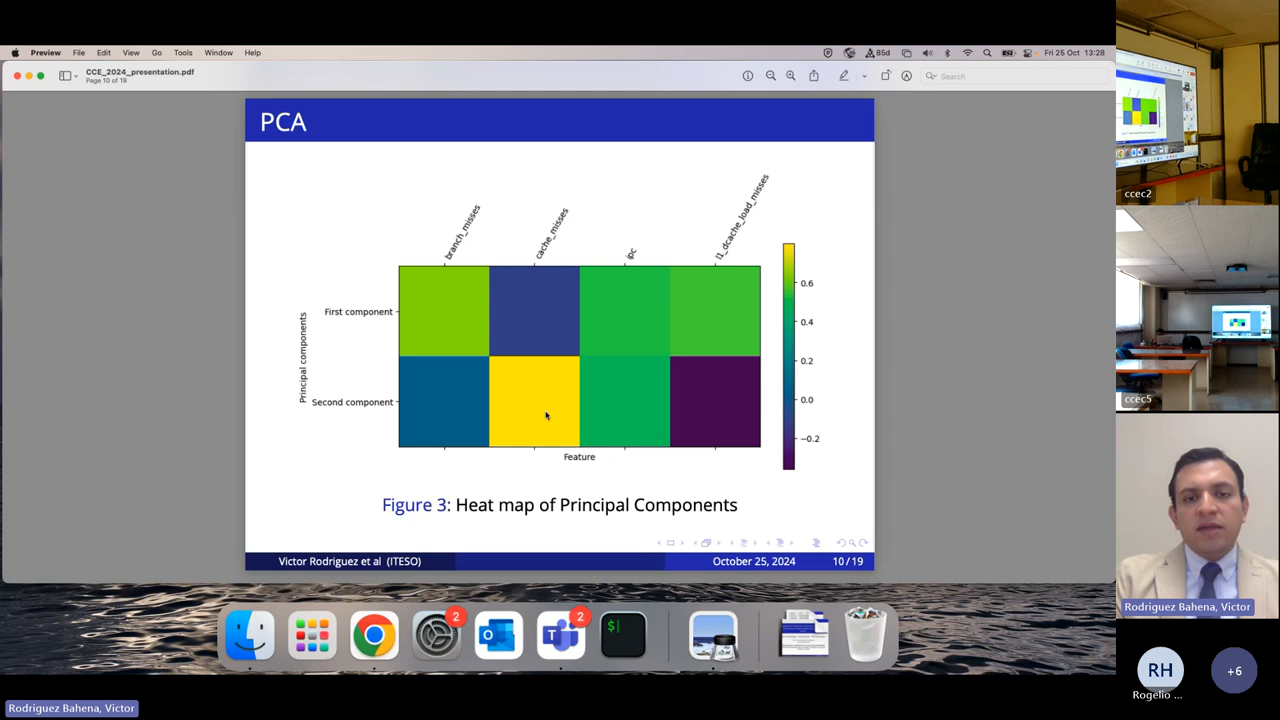 Preview File Edit View Go Tools Window Help
85d
Fri 25 Oct 13:28
CCE_2024_presentation.pdf
Page 10 of 19
Search
PCA
branch_misses
cache_misses
ipc
l1_dcache_load_misses
Principal components
First component
Second component
Feature
0.6
0.4
0.2
0.0
−0.2
Figure 3: Heat map of Principal Components
Victor Rodriguez et al (ITESO)
October 25, 2024
10 / 19
2
2
$
ccec2
ccec5
Rodriguez Bahena, Victor
RH
Rogelio ...
+6
Rodriguez Bahena, Victor